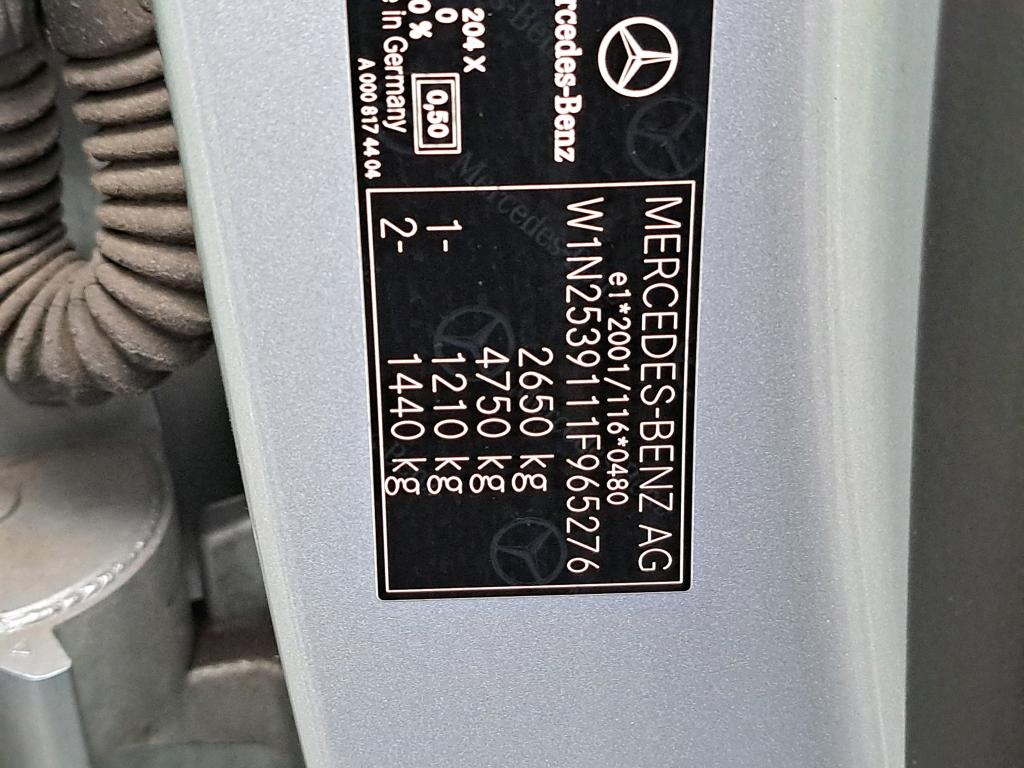 Mercedes-Benz
204 X
0
0 %
in Germany
0,50
A 000 817 44 04
MERCEDES-BENZ AG
e1*2001/116*0480
W1N2539111F965276
2650 kg
4750 kg
1- 1210 kg
2- 1440 kg